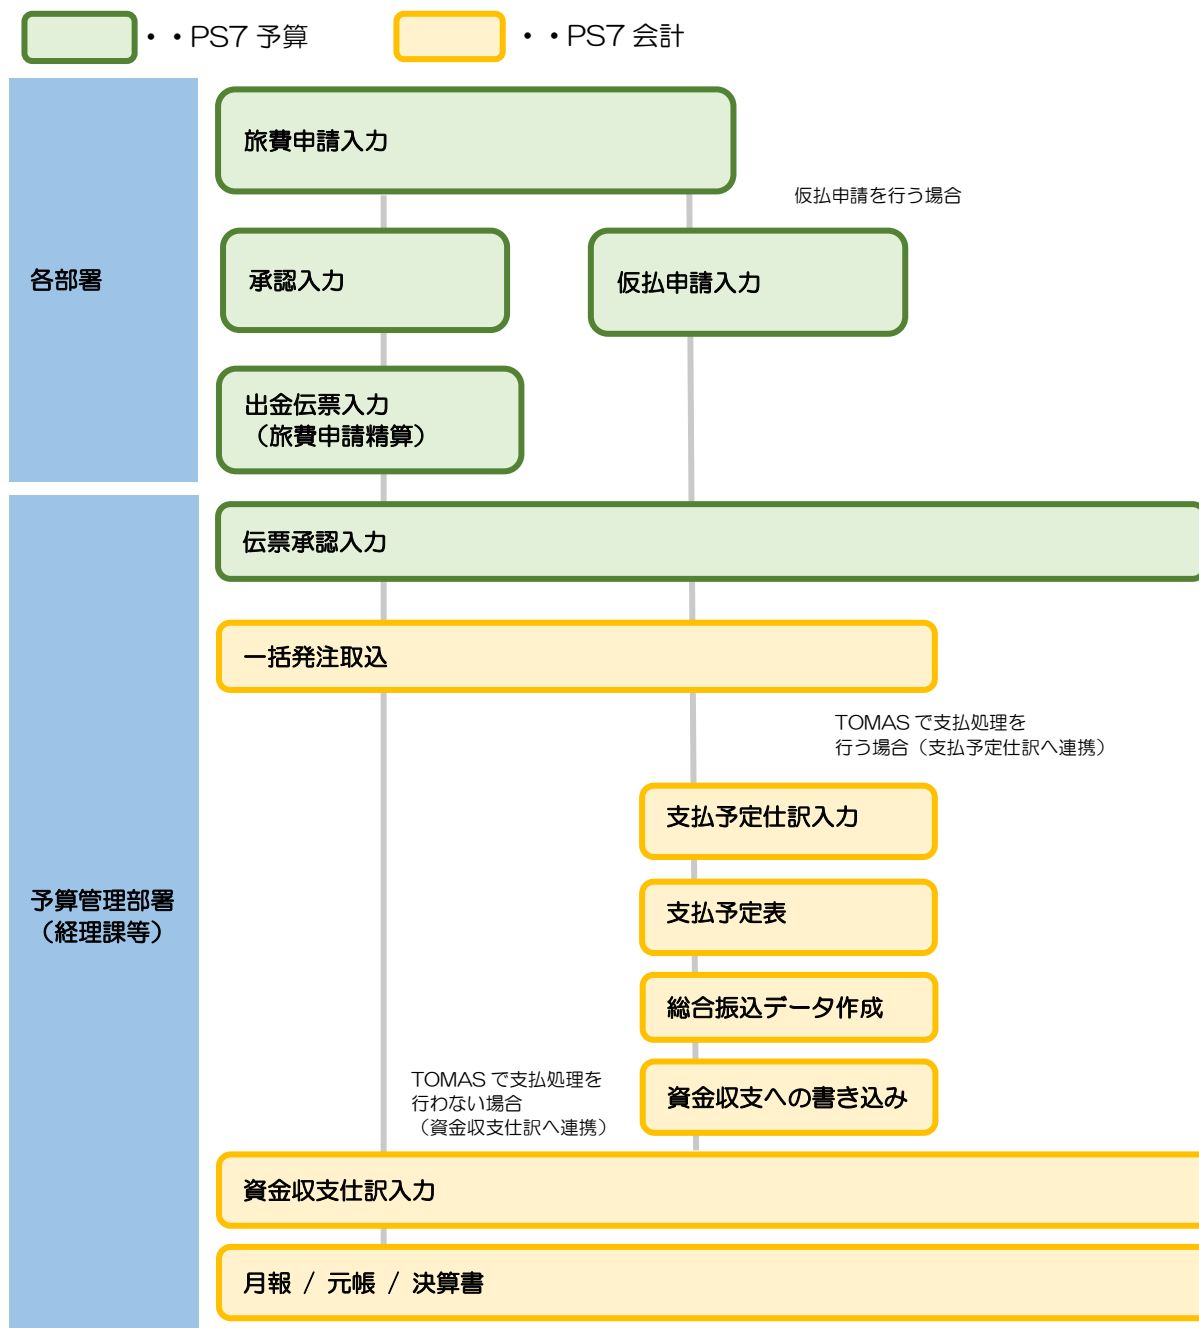 ・・PS7 予算
・・PS7 会計
旅費申請入力
仮払申請を行う場合
各部署
承認入力
仮払申請入力
出金伝票入力
（旅費申請精算）
伝票承認入力
一括発注取込
TOMAS で支払処理を
行う場合（支払予定仕訳へ連携）
支払予定仕訳入力
予算管理部署
（経理課等）
支払予定表
総合振込データ作成
TOMAS で支払処理を
行わない場合
（資金収支仕訳へ連携）
資金収支への書き込み
資金収支仕訳入力
月報 / 元帳 / 決算書